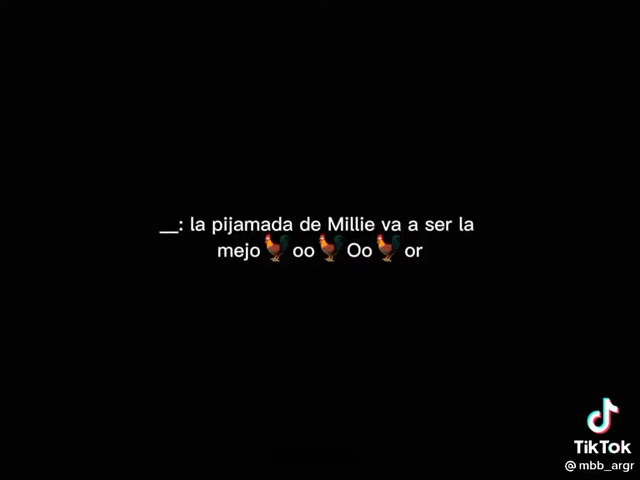 __: la pijamada de Millie va a ser la
mejo🐓oo🐓Oo🐓or
TikTok
@mbb_argr